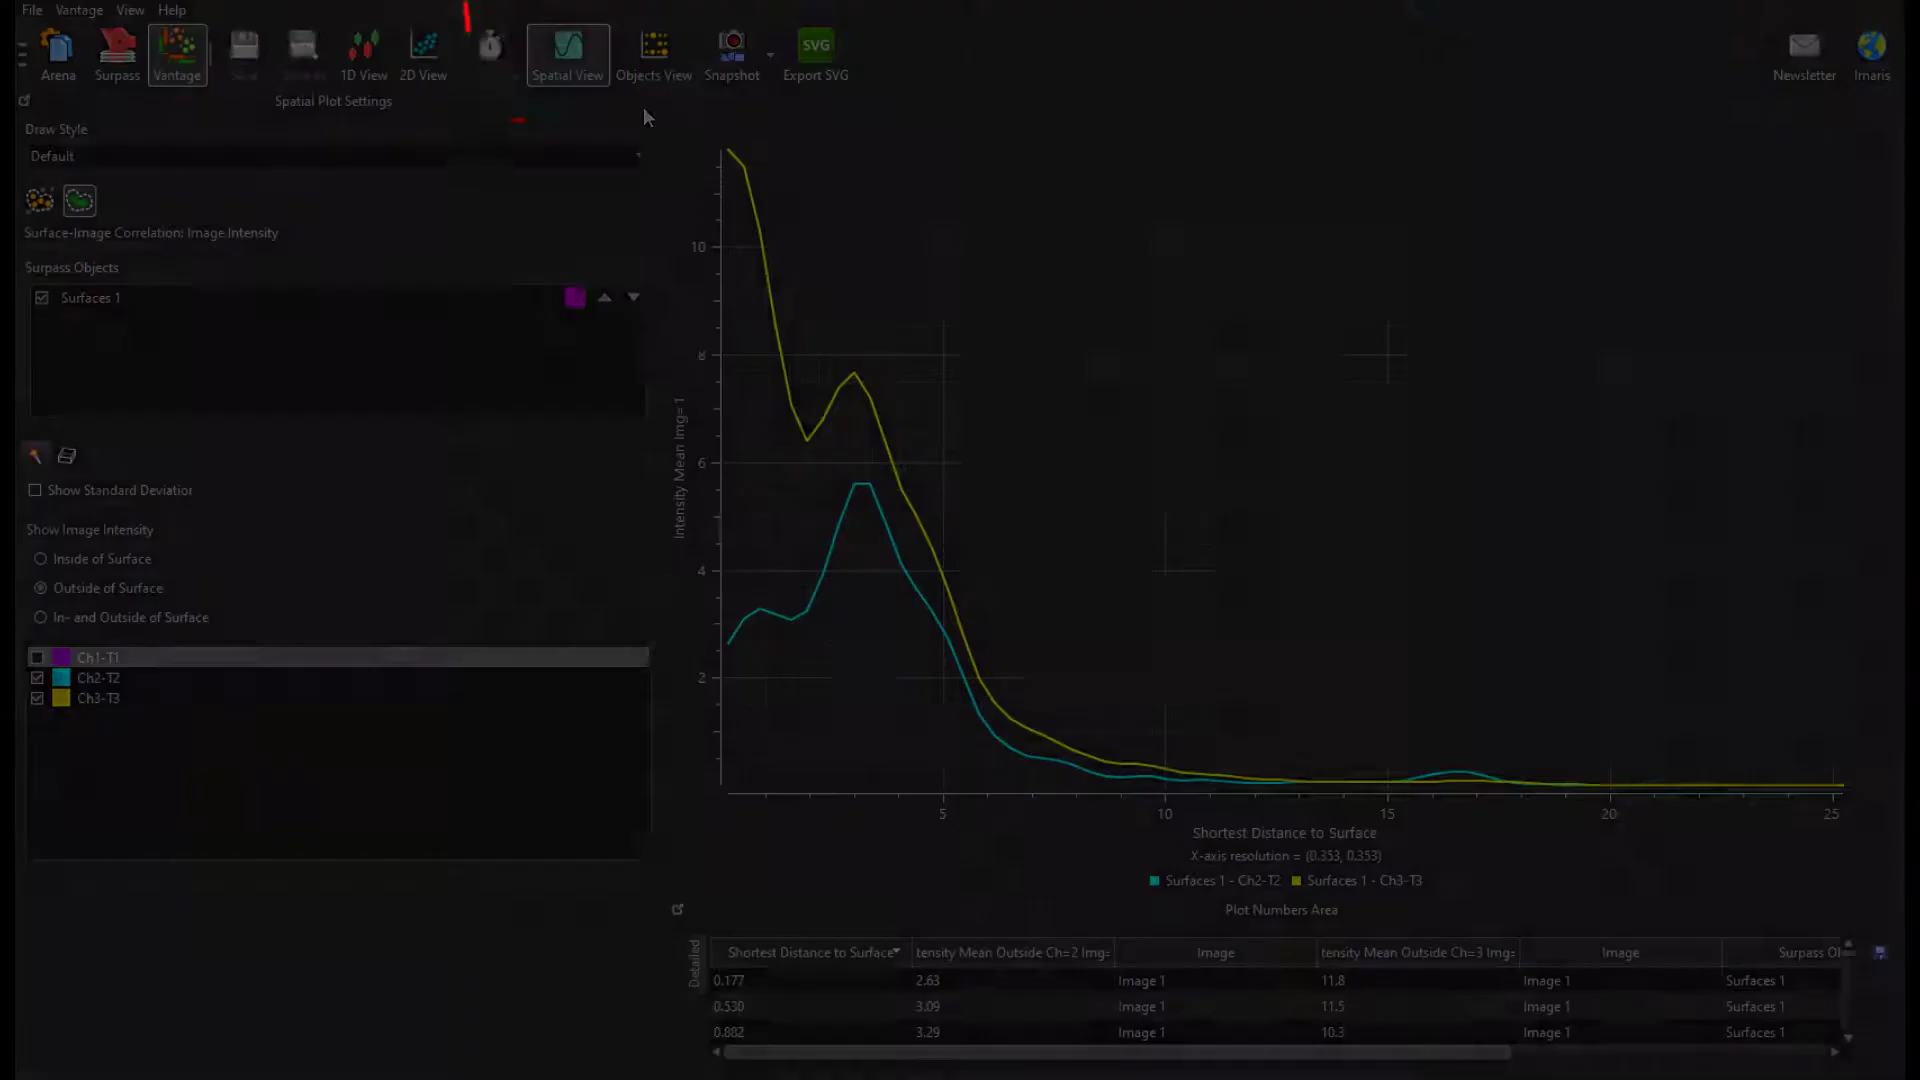 File Vantage View Help
Arena Surpass Vantage 1D View 2D View Spatial View Objects View Snapshot SVG Export SVG Newsletter Imaris
Spatial Plot Settings
Draw Style
Default
Surface-Image Correlation: Image Intensity
Surpass Objects
Surfaces 1
Show Standard Deviation
Show Image Intensity
Inside of Surface
Outside of Surface
In- and Outside of Surface
Ch1-T1
Ch2-T2
Ch3-T3
10
8
6
4
2
Intensity Mean Img= 1
5 10 15 20 25
Shortest Distance to Surface
X-axis resolution = (0.353, 0.353)
Surfaces 1 - Ch2-T2 Surfaces 1 - Ch3-T3
Plot Numbers Area
Detailed
Shortest Distance to Surface tensity Mean Outside Ch=2 Img= Image tensity Mean Outside Ch=3 Img= Image Surpass Ol
0.177 2.63 Image 1 11.8 Image 1 Surfaces 1
0.530 3.09 Image 1 11.5 Image 1 Surfaces 1
0.882 3.29 Image 1 10.3 Image 1 Surfaces 1